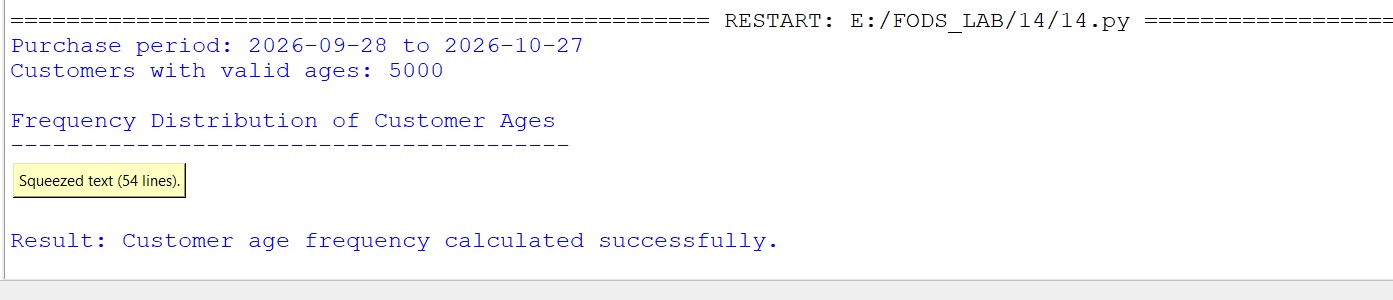 ================================================== RESTART: E:/FODS_LAB/14/14.py ==================
Purchase period: 2026-09-28 to 2026-10-27
Customers with valid ages: 5000
Frequency Distribution of Customer Ages
----------------------------------------
Squeezed text (54 lines).
Result: Customer age frequency calculated successfully.